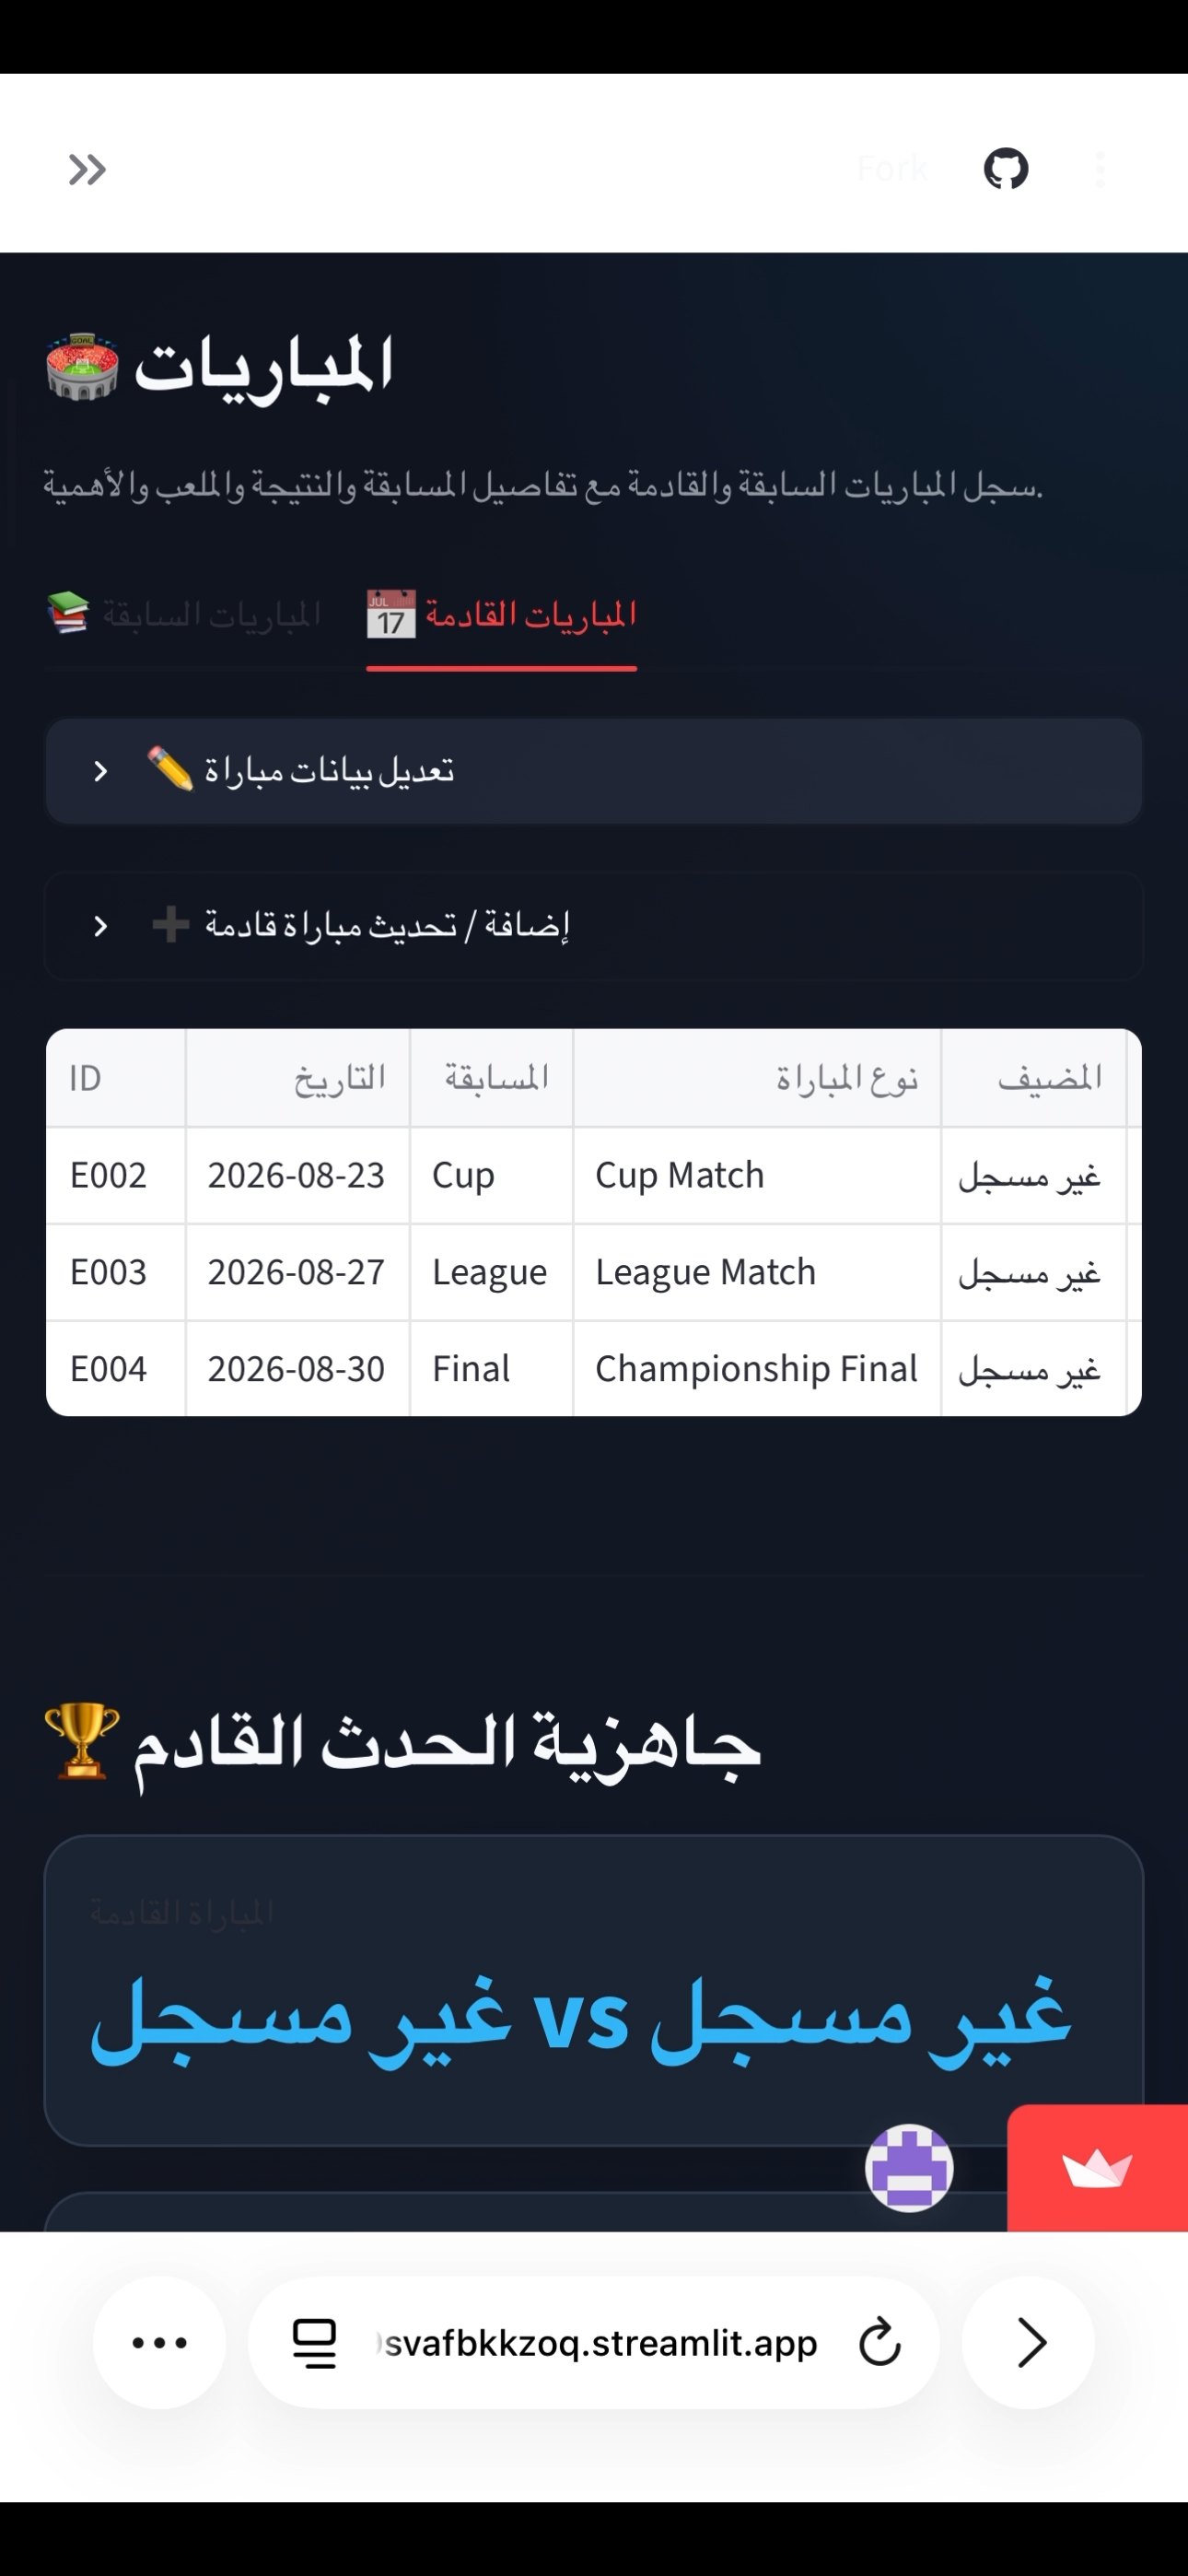 Fork
المباريات
سجل المباريات السابقة والقادمة مع تفاصيل المسابقة والنتيجة والملعب والأهمية.
المباريات السابقة
JUL 17 المباريات القادمة
تعديل بيانات مباراة
إضافة / تحديث مباراة قادمة
ID التاريخ المسابقة نوع المباراة المضيف
E002 2026-08-23 Cup Cup Match غير مسجل
E003 2026-08-27 League League Match غير مسجل
E004 2026-08-30 Final Championship Final غير مسجل
جاهزية الحدث القادم
المباراة القادمة
غير مسجل vs غير مسجل
svafbkkzoq.streamlit.app